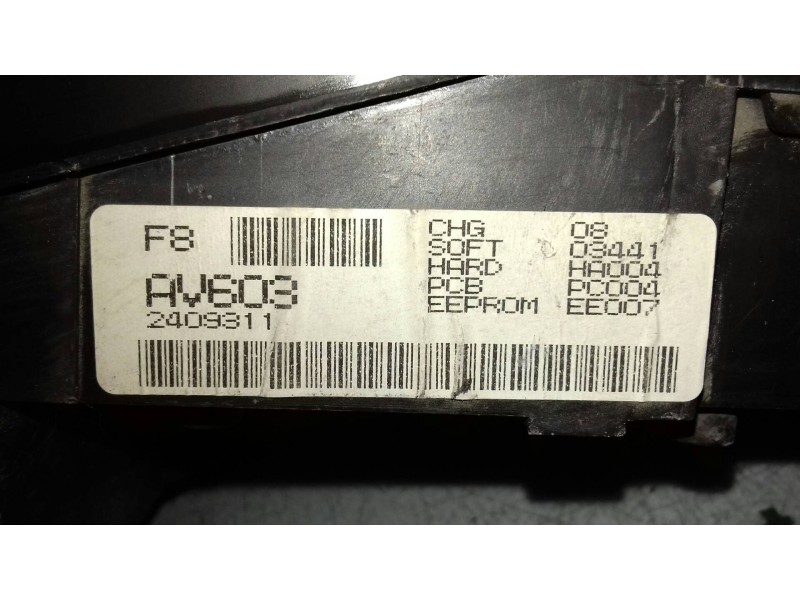 F8
AV603
2409311
CHG 08
SOFT 03441
HARD HA004
PCB PC004
EEPROM EE007